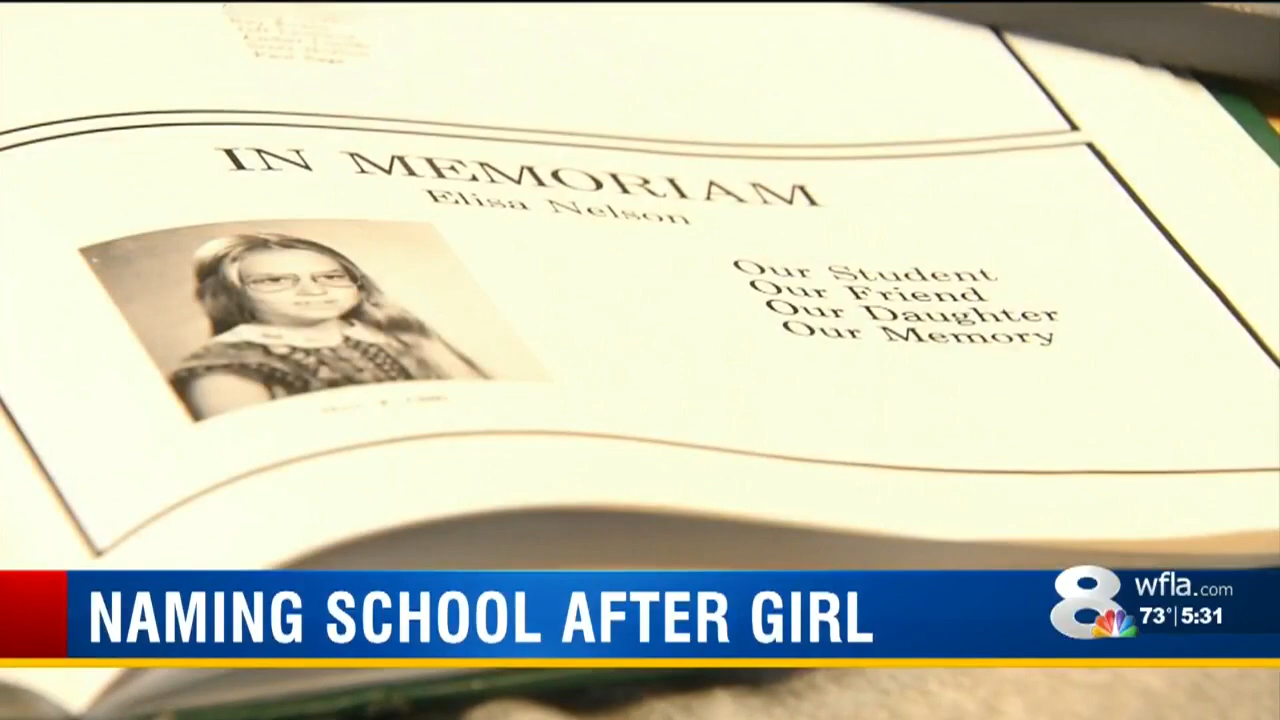 IN MEMORIAM
Elisa Nelson
Our Student
Our Friend
Our Daughter
Our Memory
NAMING SCHOOL AFTER GIRL
8 wfla.com
73° | 5:31